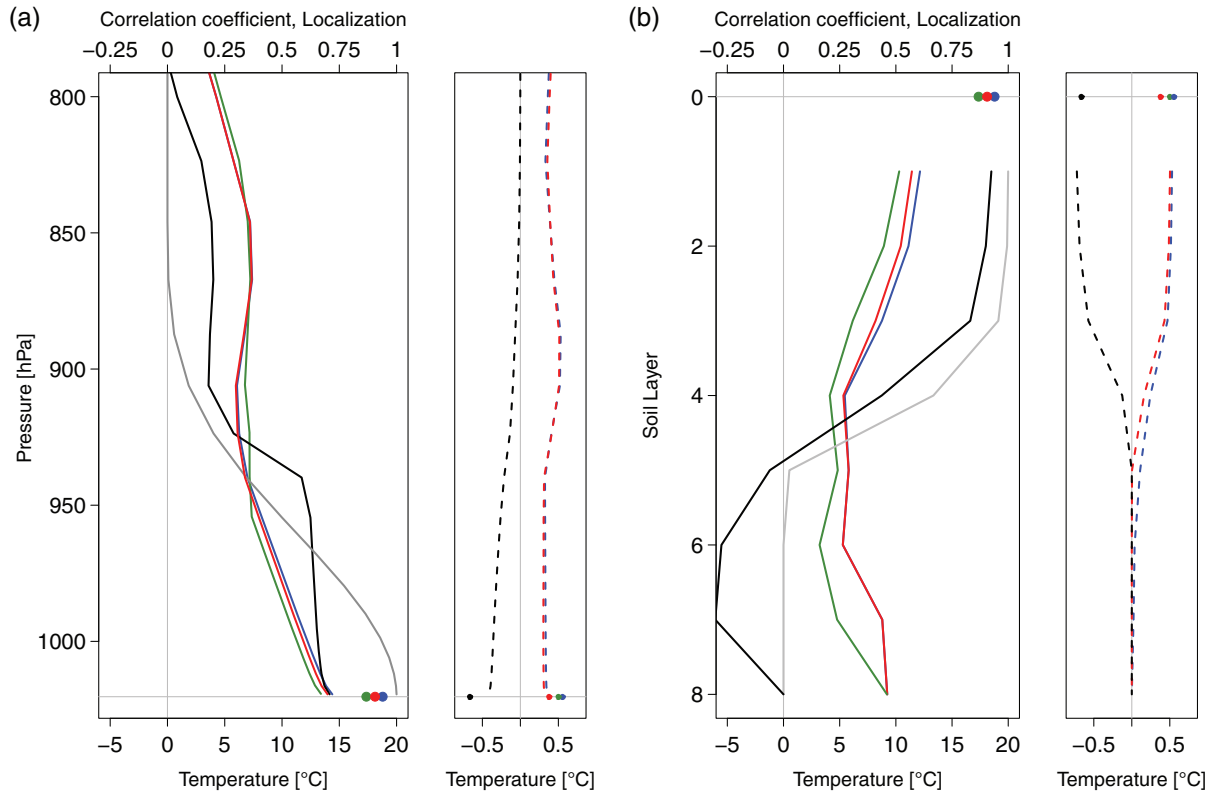 (a)
Correlation coefficient, Localization
−0.25 0 0.25 0.5 0.75 1
800
850
900
950
1000
Pressure [hPa]
−5 0 5 10 15 20
Temperature [°C]
−0.5 0.5
Temperature [°C]
(b)
Correlation coefficient, Localization
−0.25 0 0.25 0.5 0.75 1
0
2
4
6
8
Soil Layer
−5 0 5 10 15 20
Temperature [°C]
−0.5 0.5
Temperature [°C]